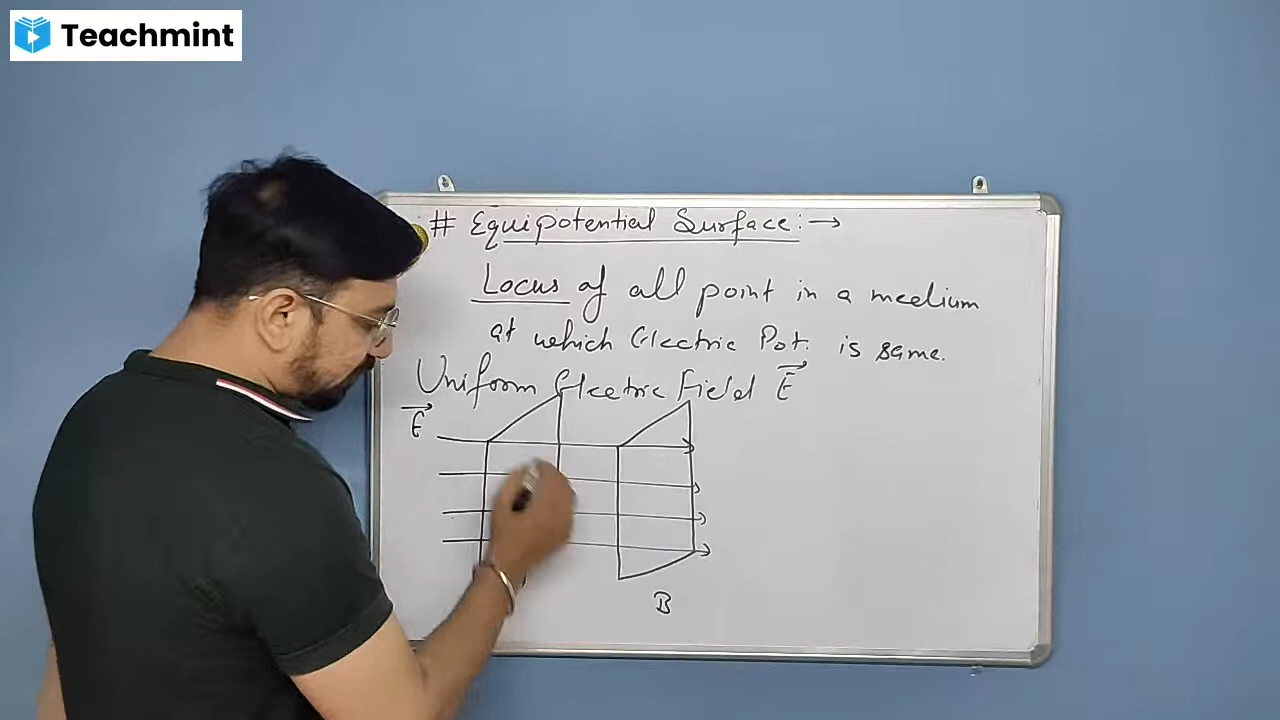 Teachmint
# Equipotential Surface:→
Locus of all point in a medium
at which Electric Pot. is same.
Uniform Electric Field E⃗
E⃗
B